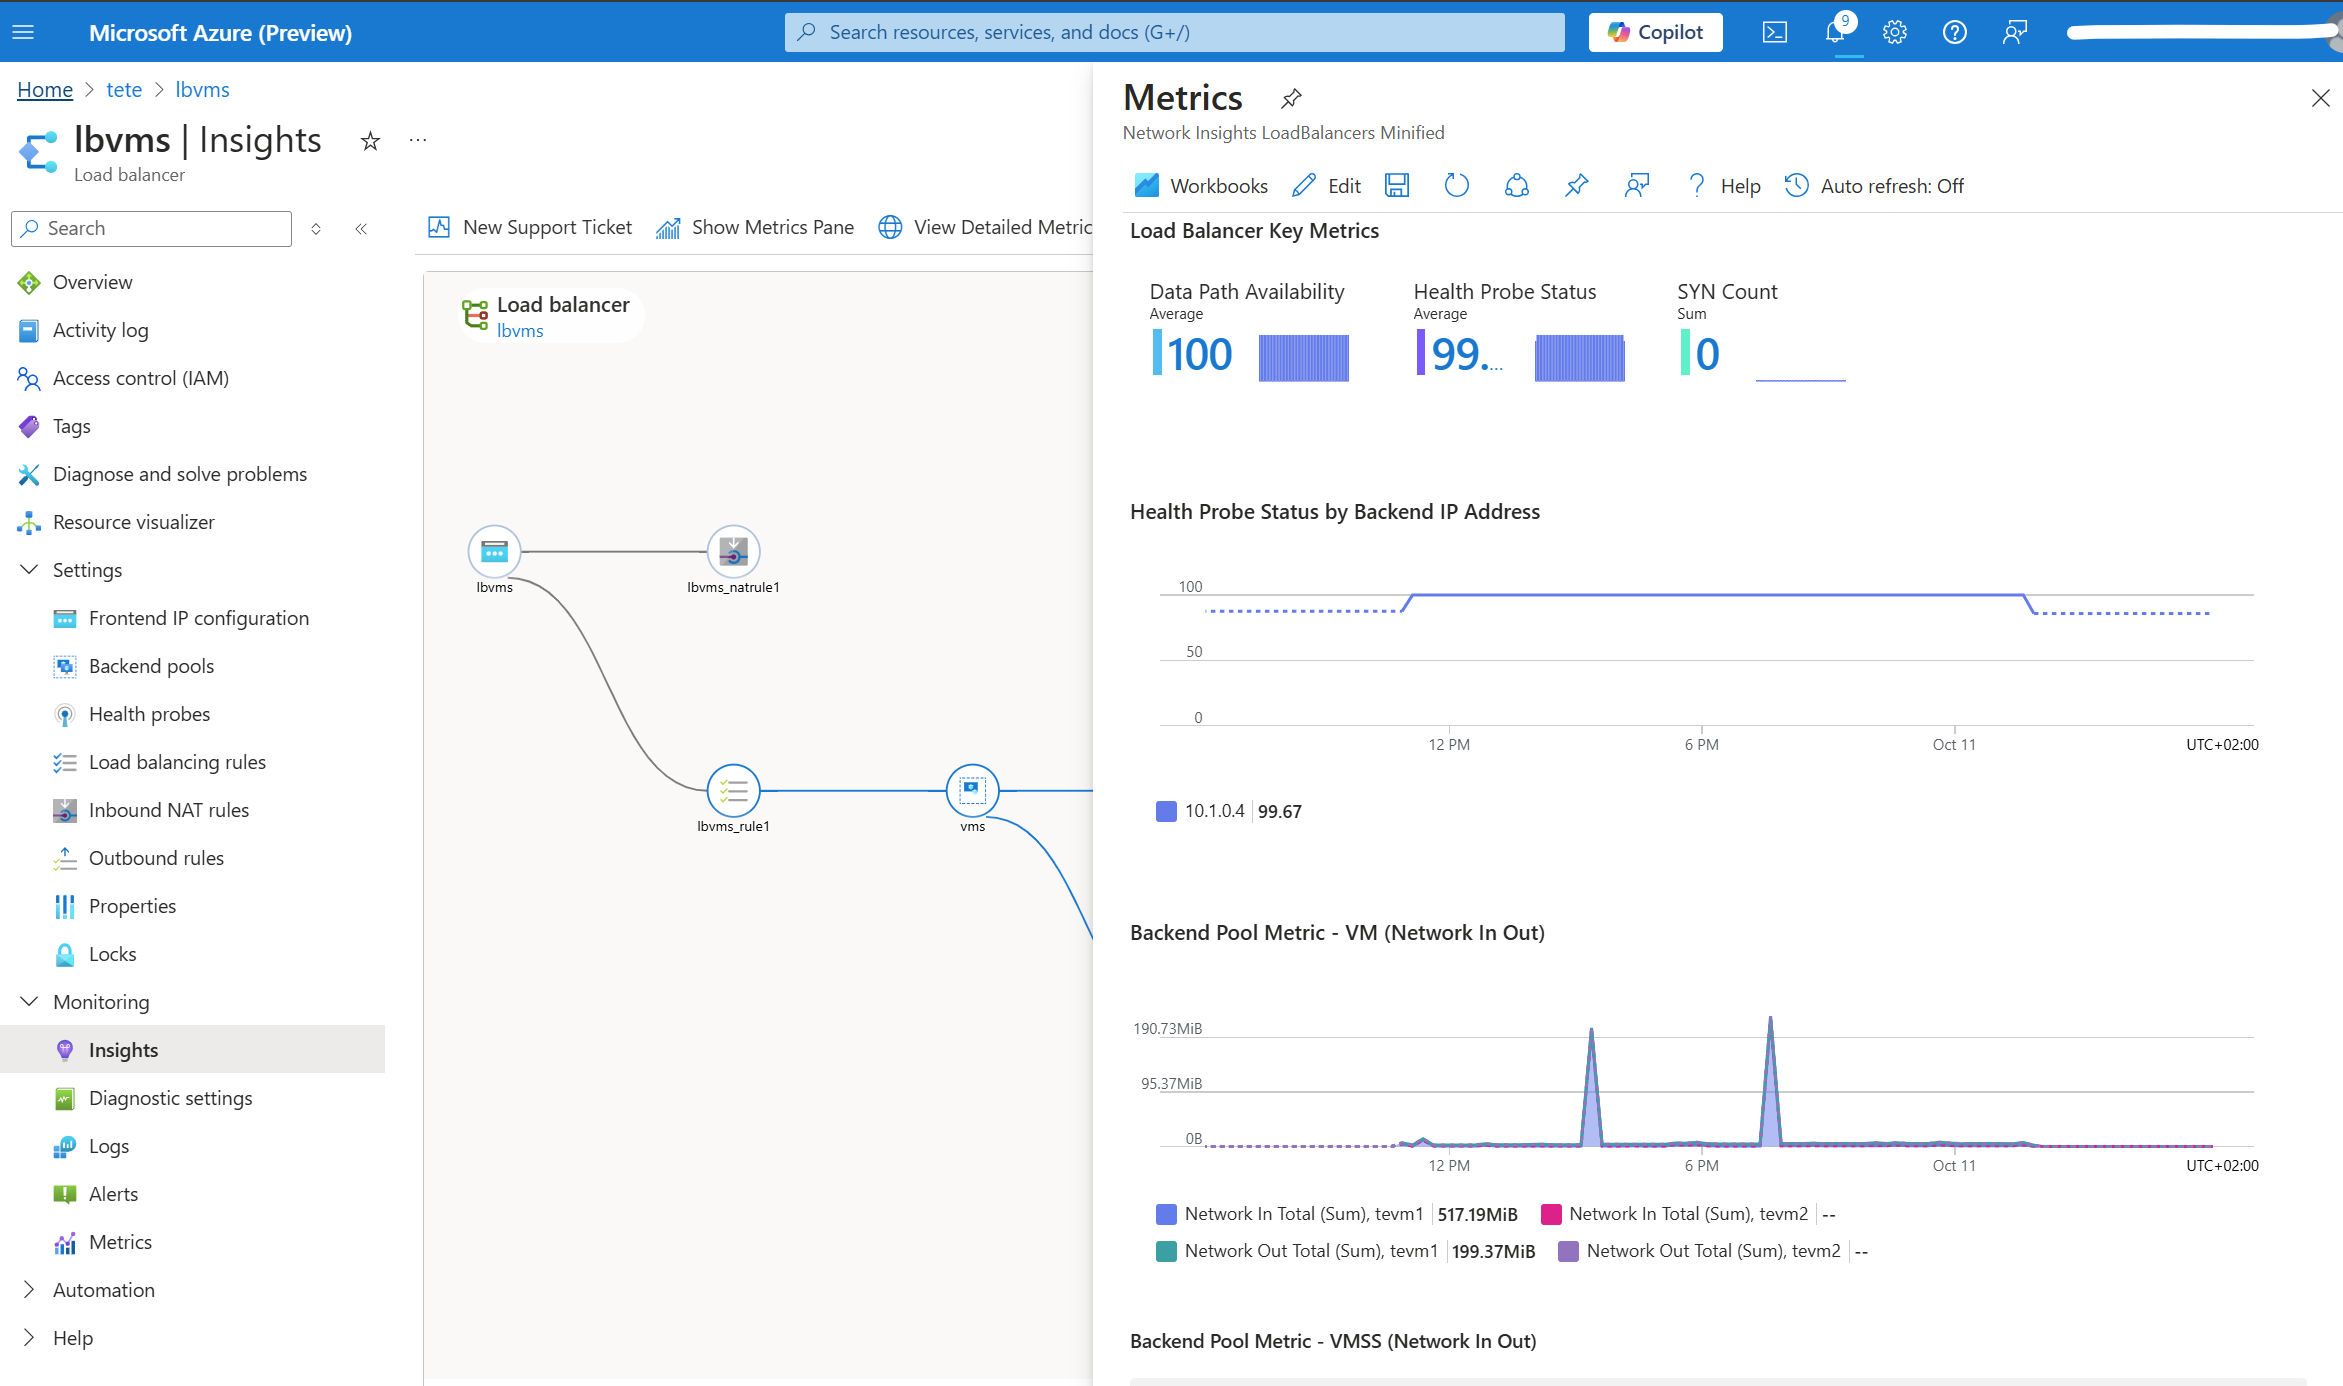 Microsoft Azure (Preview)
Search resources, services, and docs (G+/)
Copilot
9
Home > tete > lbvms
lbvms | Insights
Load balancer
Search
Overview
Activity log
Access control (IAM)
Tags
Diagnose and solve problems
Resource visualizer
Settings
Frontend IP configuration
Backend pools
Health probes
Load balancing rules
Inbound NAT rules
Outbound rules
Properties
Locks
Monitoring
Insights
Diagnostic settings
Logs
Alerts
Metrics
Automation
Help
New Support Ticket
Show Metrics Pane
View Detailed Metric
Load balancer
lbvms
lbvms
lbvms_natrule1
lbvms_rule1
vms
Metrics
Network Insights LoadBalancers Minified
Workbooks
Edit
Help
Auto refresh: Off
Load Balancer Key Metrics
Data Path Availability
Average
100
Health Probe Status
Average
99....
SYN Count
Sum
0
Health Probe Status by Backend IP Address
100
50
0
12 PM
6 PM
Oct 11
UTC+02:00
10.1.0.4 | 99.67
Backend Pool Metric - VM (Network In Out)
190.73MiB
95.37MiB
0B
12 PM
6 PM
Oct 11
UTC+02:00
Network In Total (Sum), tevm1 | 517.19MiB
Network In Total (Sum), tevm2 | --
Network Out Total (Sum), tevm1 | 199.37MiB
Network Out Total (Sum), tevm2 | --
Backend Pool Metric - VMSS (Network In Out)